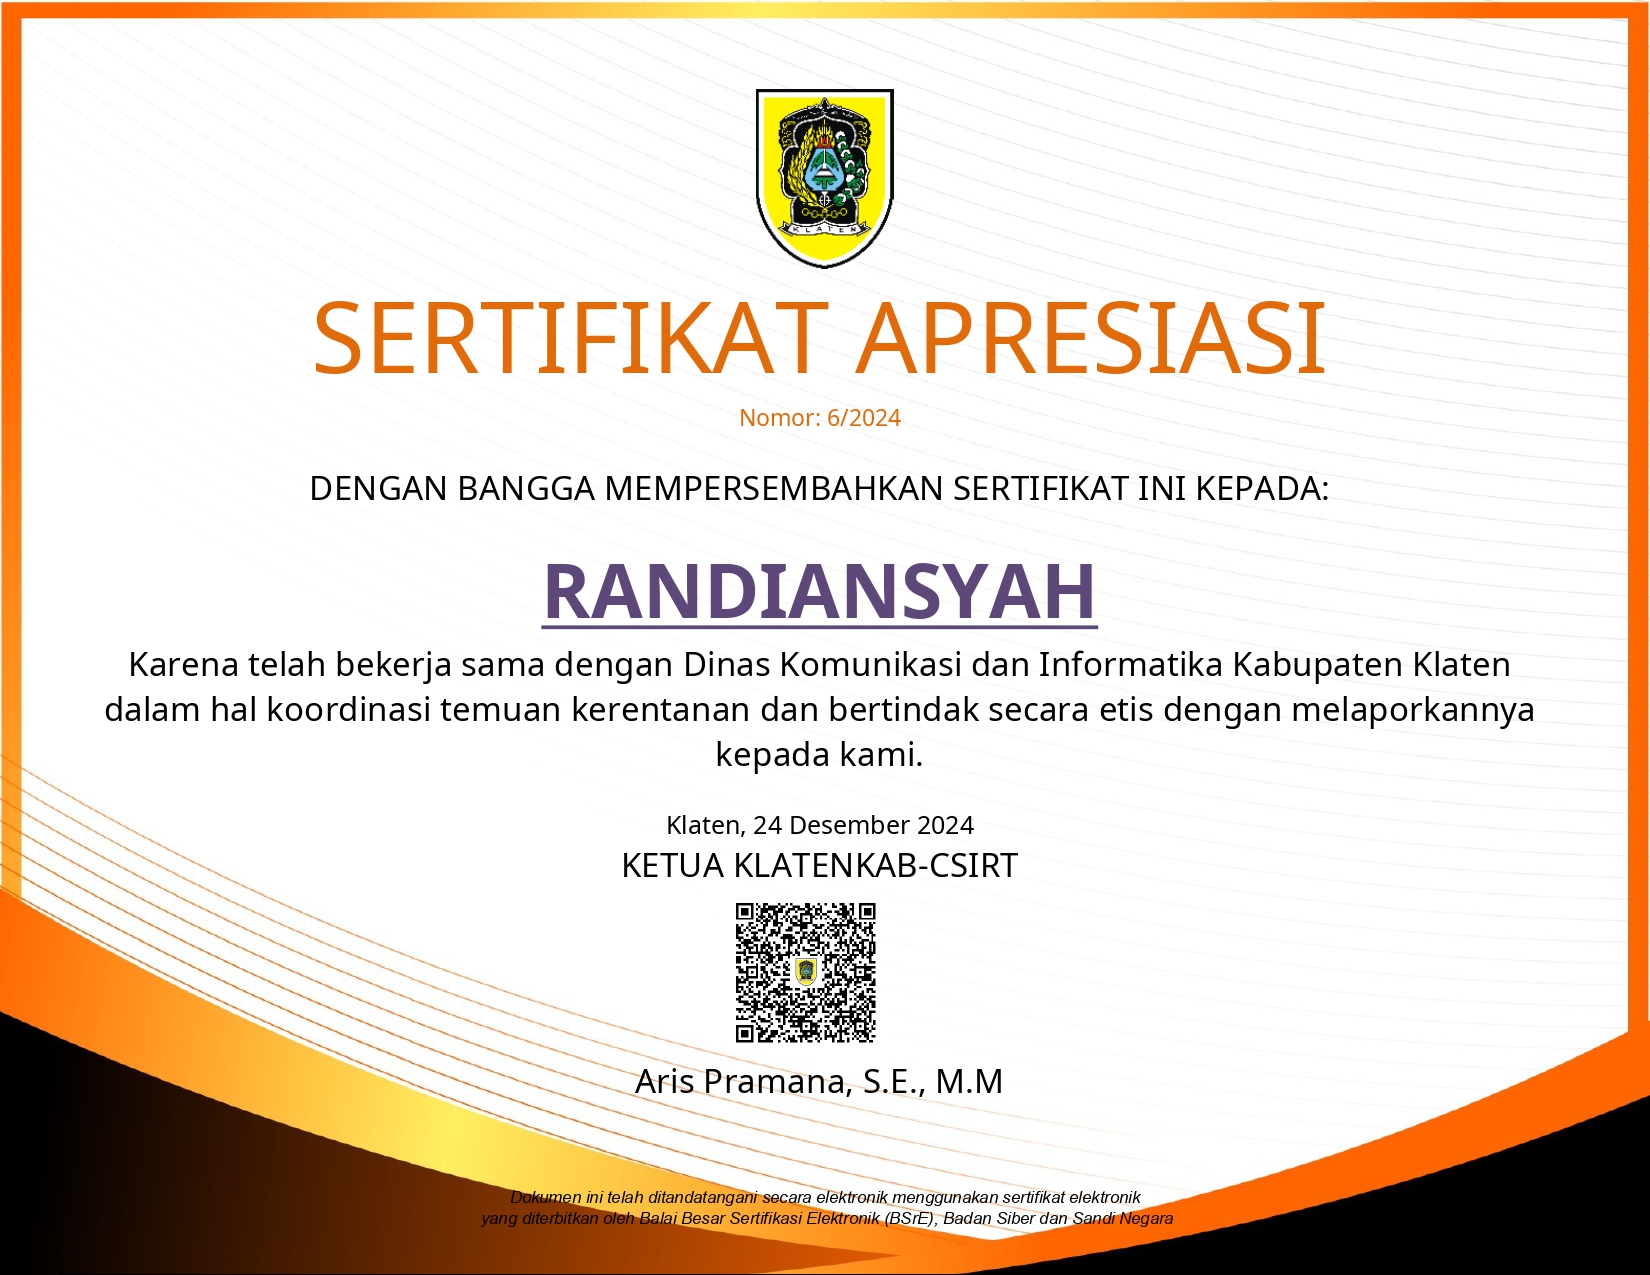 KLATEN
SERTIFIKAT APRESIASI
Nomor: 6/2024
DENGAN BANGGA MEMPERSEMBAHKAN SERTIFIKAT INI KEPADA:
RANDIANSYAH
Karena telah bekerja sama dengan Dinas Komunikasi dan Informatika Kabupaten Klaten
dalam hal koordinasi temuan kerentanan dan bertindak secara etis dengan melaporkannya
kepada kami.
Klaten, 24 Desember 2024
KETUA KLATENKAB-CSIRT
Aris Pramana, S.E., M.M
Dokumen ini telah ditandatangani secara elektronik menggunakan sertifikat elektronik
yang diterbitkan oleh Balai Besar Sertifikasi Elektronik (BSrE), Badan Siber dan Sandi Negara